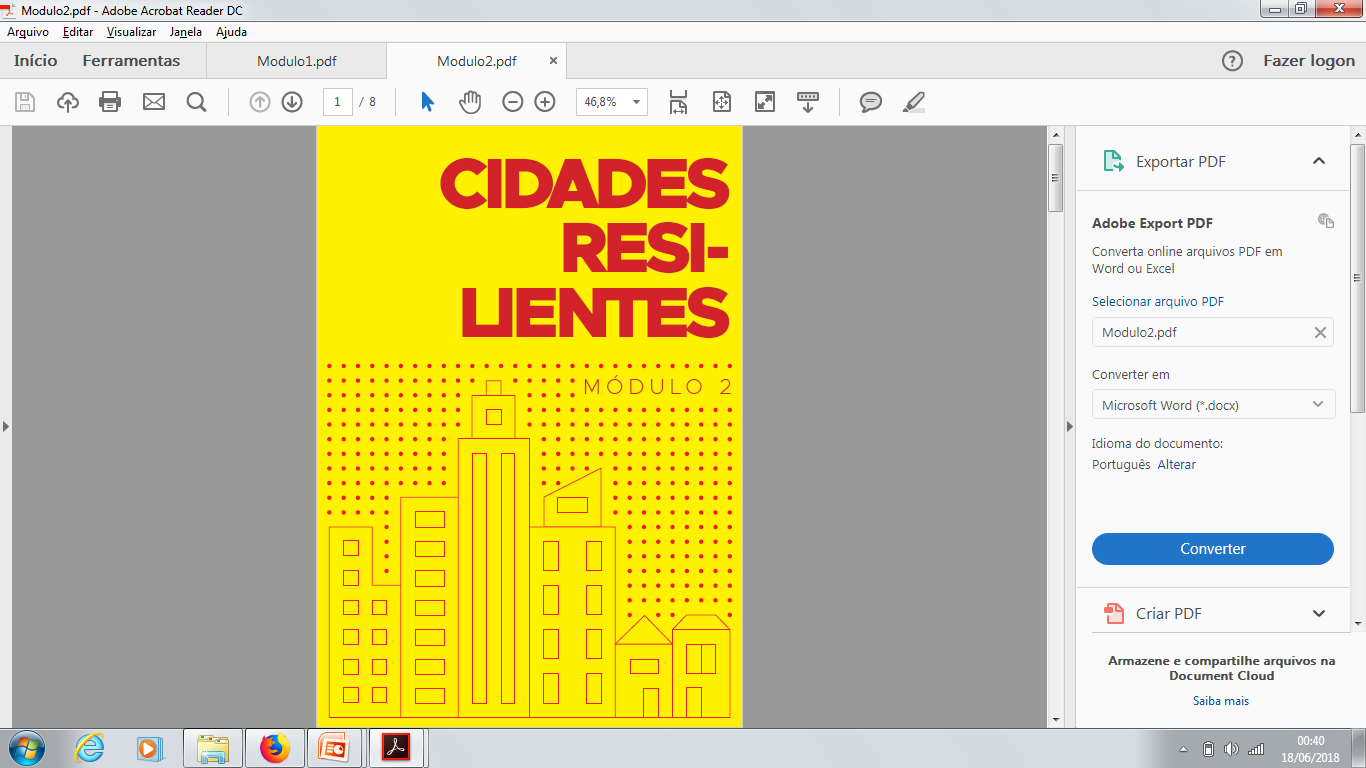 Modulo2.pdf - Adobe Acrobat Reader DC
Arquivo Editar Visualizar Janela Ajuda
Início Ferramentas Modulo1.pdf Modulo2.pdf Fazer logon
1 / 8 46,8%
CIDADES
RESI-
LIENTES
MÓDULO 2
Exportar PDF
Adobe Export PDF
Converta online arquivos PDF em
Word ou Excel
Selecionar arquivo PDF
Modulo2.pdf
Converter em
Microsoft Word (*.docx)
Idioma do documento:
Português Alterar
Converter
Criar PDF
Armazene e compartilhe arquivos na
Document Cloud
Saiba mais
00:40
18/06/2018